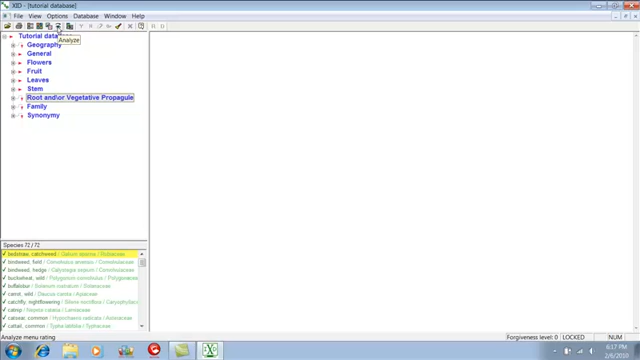 XID - [tutorial database]
File View Options Database Window Help
Analyze
Tutorial data
Geography
General
Flowers
Fruit
Leaves
Stem
Root and\or Vegetative Propagule
Family
Synonymy
Species 72 / 72
bedstraw, catchweed / Galium aparine / Rubiaceae
bindweed, field / Convolvulus arvensis / Convolvulaceae
bindweed, hedge / Calystegia sepium / Convolvulaceae
buckwheat, wild / Polygonum convolvulus / Polygonaceae
buffalobur / Solanum rostratum / Solanaceae
carrot, wild / Daucus carota / Apiaceae
catchfly, nightflowering / Silene noctiflora / Caryophyllac
catnip / Nepeta cataria / Lamiaceae
catsear, common / Hypochaeris radicata / Asteraceae
cattail, common / Typha latifolia / Typhaceae
Analyze menu rating
Forgiveness level: 0 LOCKED NUM
6:17 PM
2/6/2010